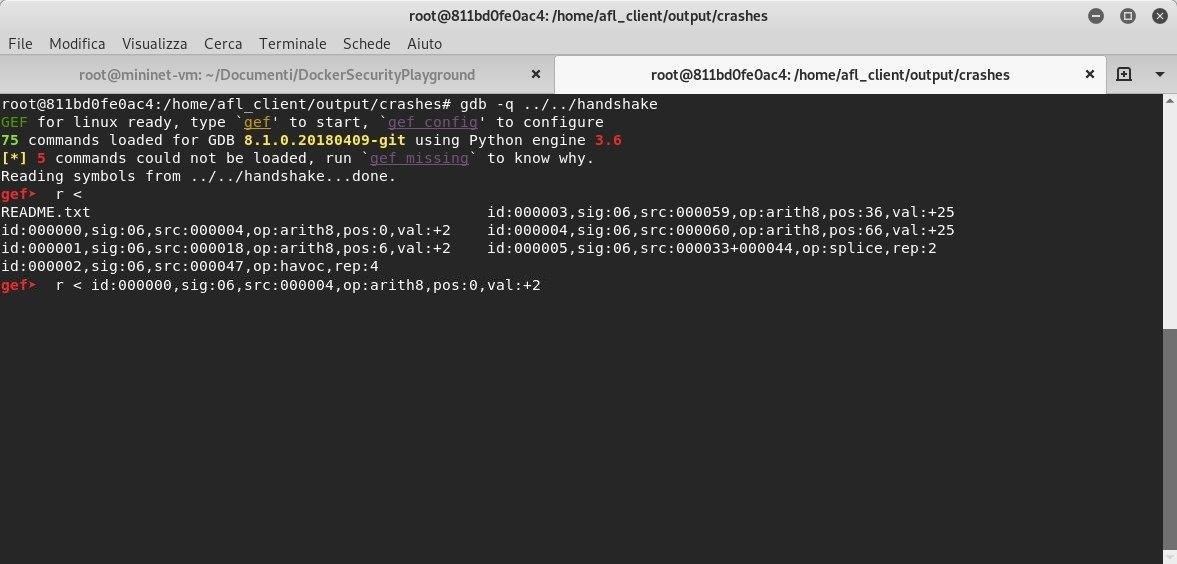 root@811bd0fe0ac4: /home/afl_client/output/crashes
File Modifica Visualizza Cerca Terminale Schede Aiuto
root@mininet-vm: ~/Documenti/DockerSecurityPlayground
root@811bd0fe0ac4: /home/afl_client/output/crashes
root@811bd0fe0ac4:/home/afl_client/output/crashes# gdb -q ../../handshake
GEF for linux ready, type `gef' to start, `gef config' to configure
75 commands loaded for GDB 8.1.0.20180409-git using Python engine 3.6
[*] 5 commands could not be loaded, run `gef missing` to know why.
Reading symbols from ../../handshake...done.
gef➤  r <
README.txt                                            id:000003,sig:06,src:000059,op:arith8,pos:36,val:+25
id:000000,sig:06,src:000004,op:arith8,pos:0,val:+2    id:000004,sig:06,src:000060,op:arith8,pos:66,val:+25
id:000001,sig:06,src:000018,op:arith8,pos:6,val:+2    id:000005,sig:06,src:000033+000044,op:splice,rep:2
id:000002,sig:06,src:000047,op:havoc,rep:4
gef➤  r < id:000000,sig:06,src:000004,op:arith8,pos:0,val:+2